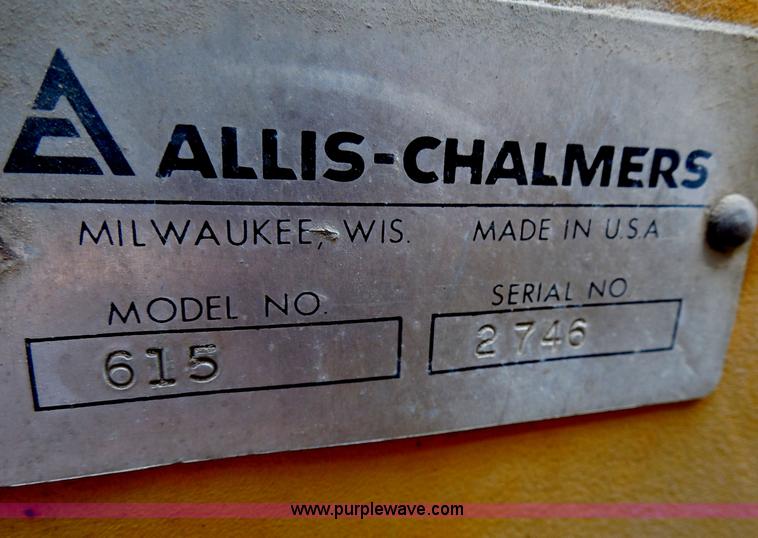 ALLIS-CHALMERS
MILWAUKEE, WIS. MADE IN U.S.A
MODEL NO. SERIAL NO
615 2746
www.purplewave.com